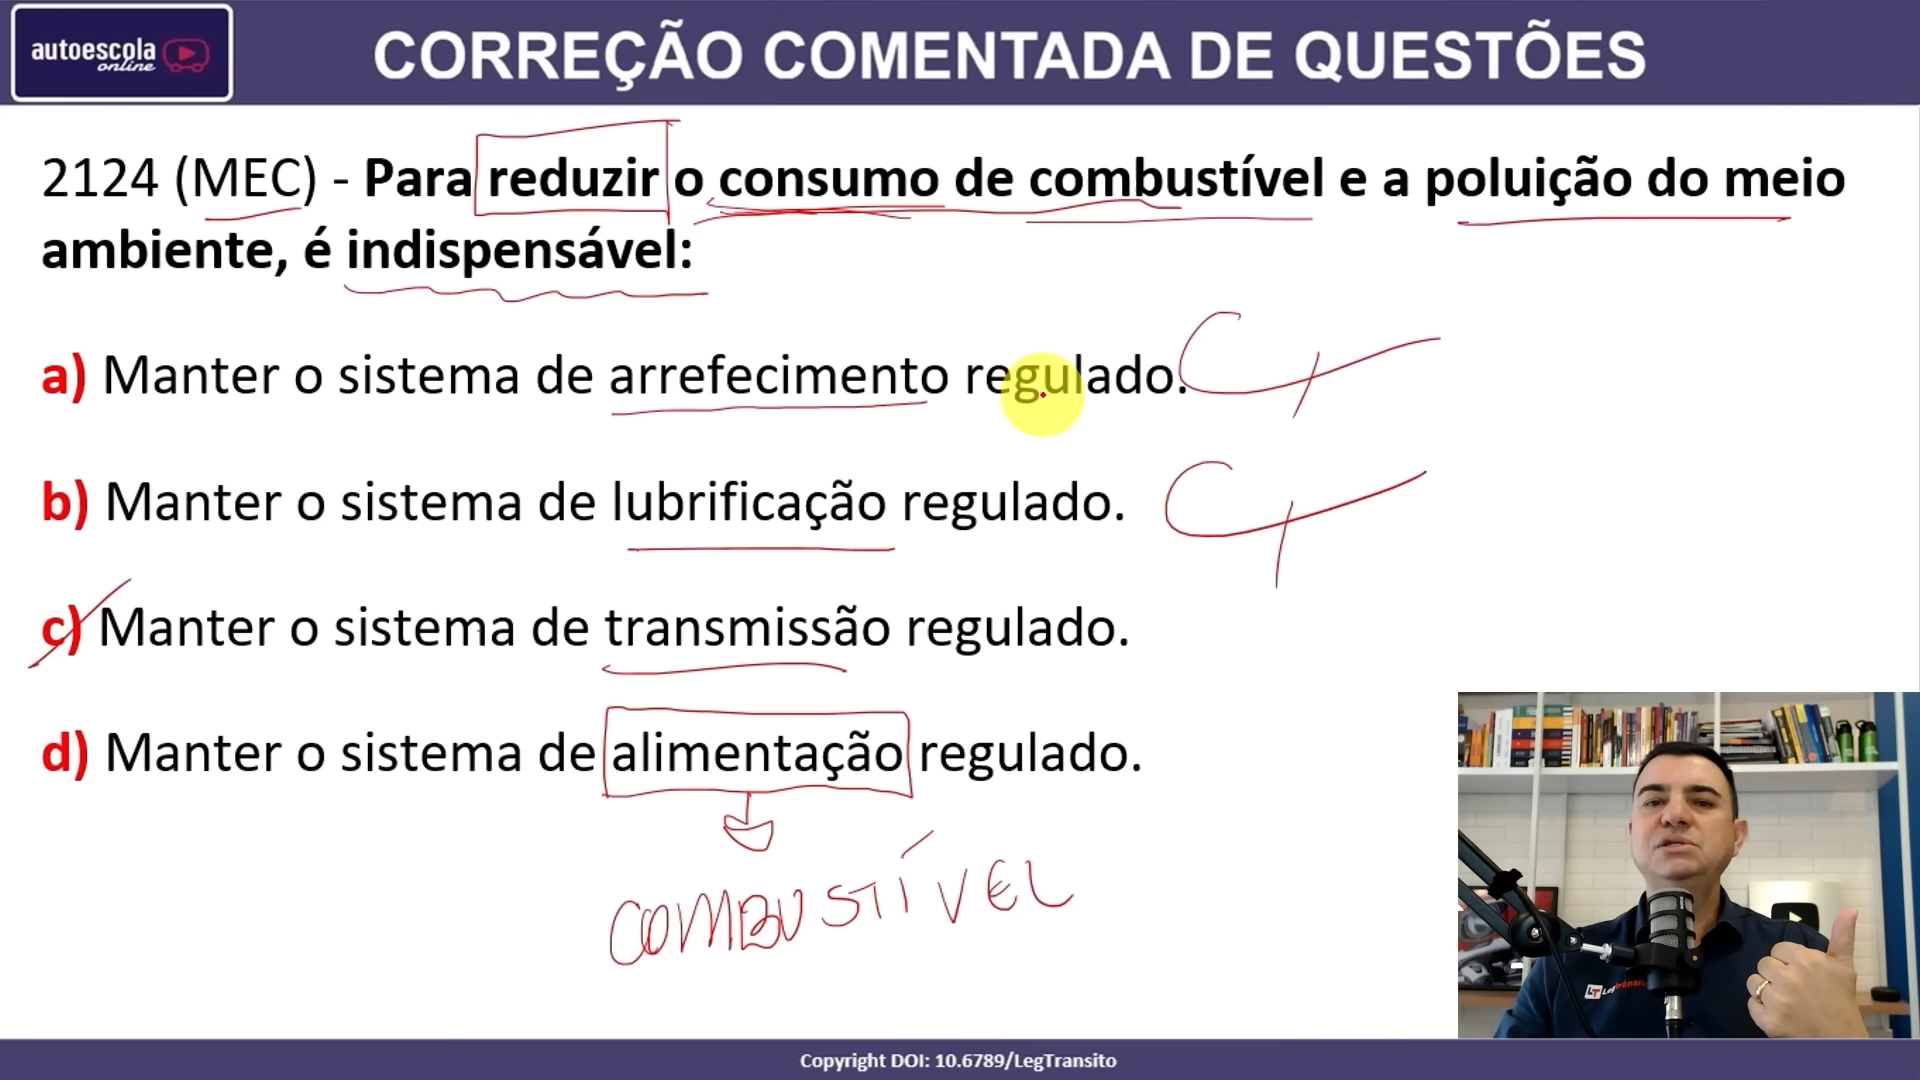 autoescola
online
CORREÇÃO COMENTADA DE QUESTÕES
2124 (MEC) - Para reduzir o consumo de combustível e a poluição do meio
ambiente, é indispensável:
a) Manter o sistema de arrefecimento regulado.
b) Manter o sistema de lubrificação regulado.
c) Manter o sistema de transmissão regulado.
d) Manter o sistema de alimentação regulado.
COMBUSTÍVEL
Copyright DOI: 10.6789/LegTransito